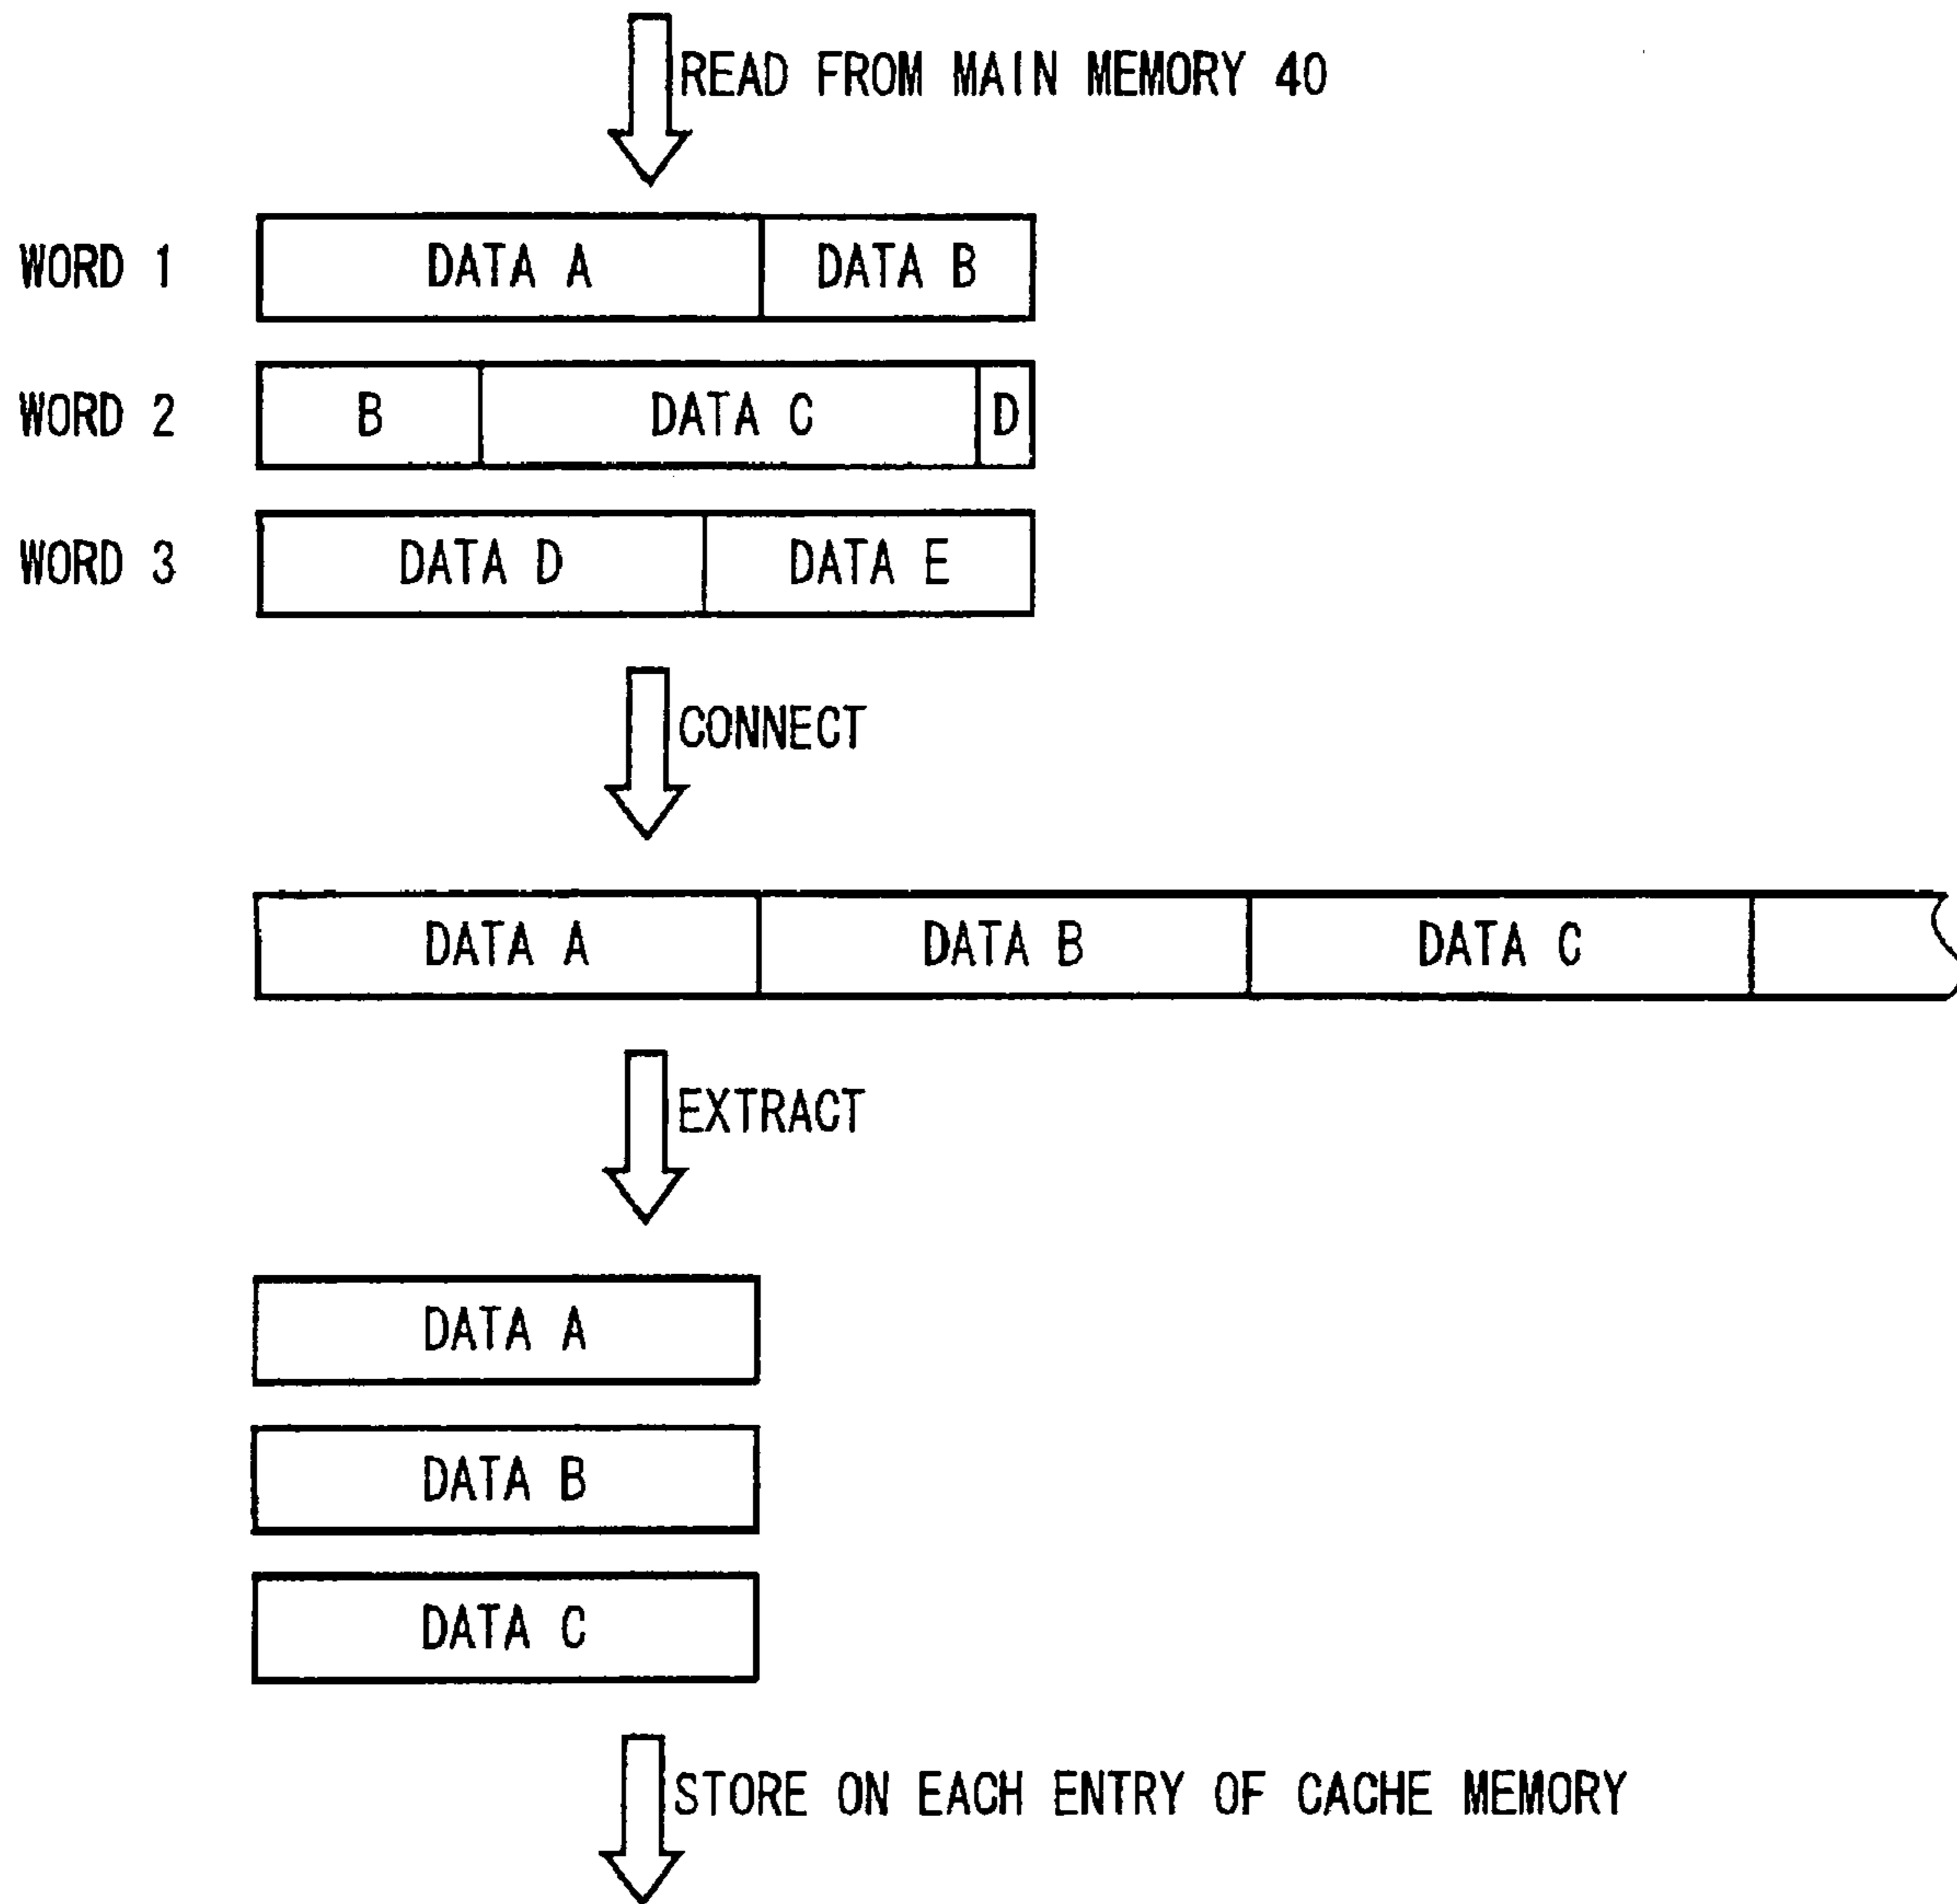 READ FROM MAIN MEMORY 40
WORD 1 DATA A DATA B
WORD 2 B DATA C D
WORD 3 DATA D DATA E
CONNECT
DATA A DATA B DATA C
EXTRACT
DATA A
DATA B
DATA C
STORE ON EACH ENTRY OF CACHE MEMORY